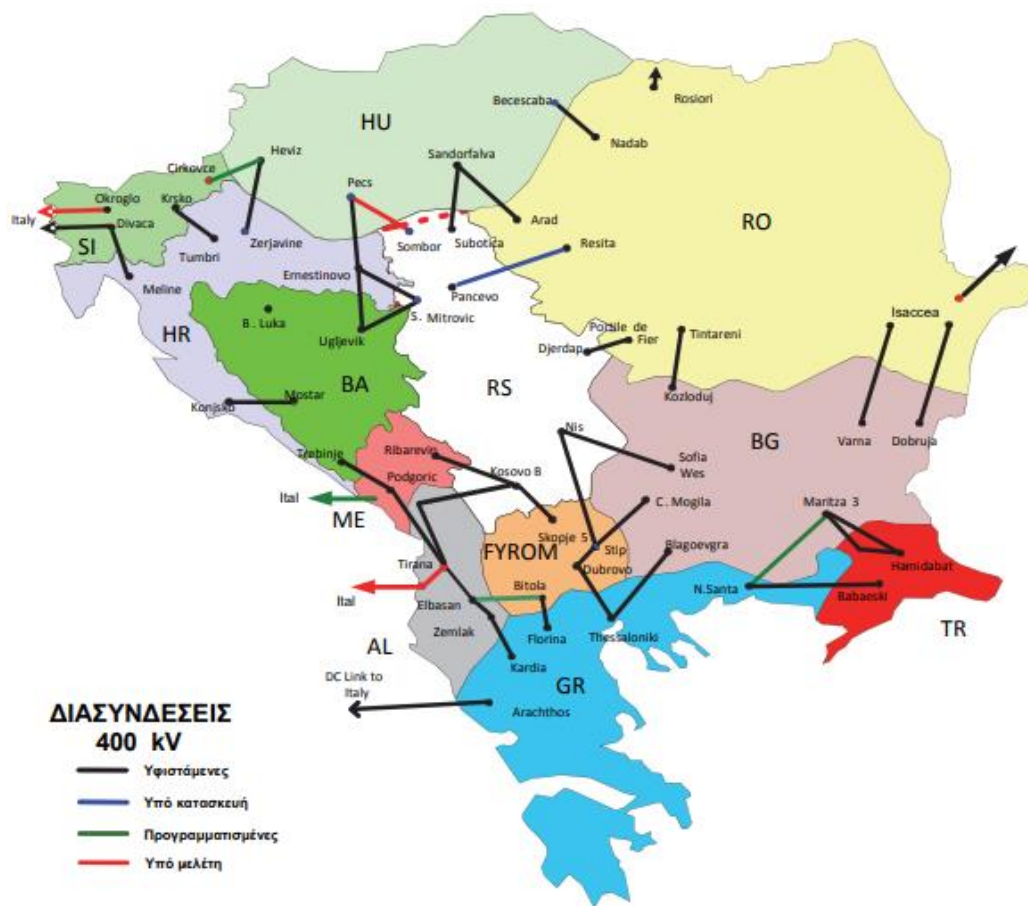 Rosiori
Becescaba
HU
Nadab
Heviz
Sandorfalva
Cirkovce
Pecs
Okroglo
Krsko
Italy
Divaca
Arad
RO
SI
Zerjavine
Sombor
Subotica
Resita
Tumbri
Ernestinovo
Meline
Pancevo
Isaccea
B . Luka
S.
Mitrovic
HR
Ugljevik
Portile de
Fier
Tintareni
Djerdap
BA
RS
Konjsko
Mostar
Kozloduj
Nis
BG
Varna
Dobruja
Trebinje
Ribarevin
Sofia
Wes
Kosovo B
Podgoric
Ital
C. Mogila
Maritza 3
ME
Skopje 5
FYROM
Stip
Blagoevgra
Tirana
Dubrovo
Hamidabat
Ital
Bitola
N.Santa
Babaeski
Elbasan
Zemlak
Florina
Thessaloniki
TR
AL
Kardia
DC Link to
Italy
GR
Arachthos
ΔΙΑΣΥΝΔΕΣΕΙΣ
400 kV
Υφιστάμενες
Υπό κατασκευή
Προγραμματισμένες
Υπό μελέτη